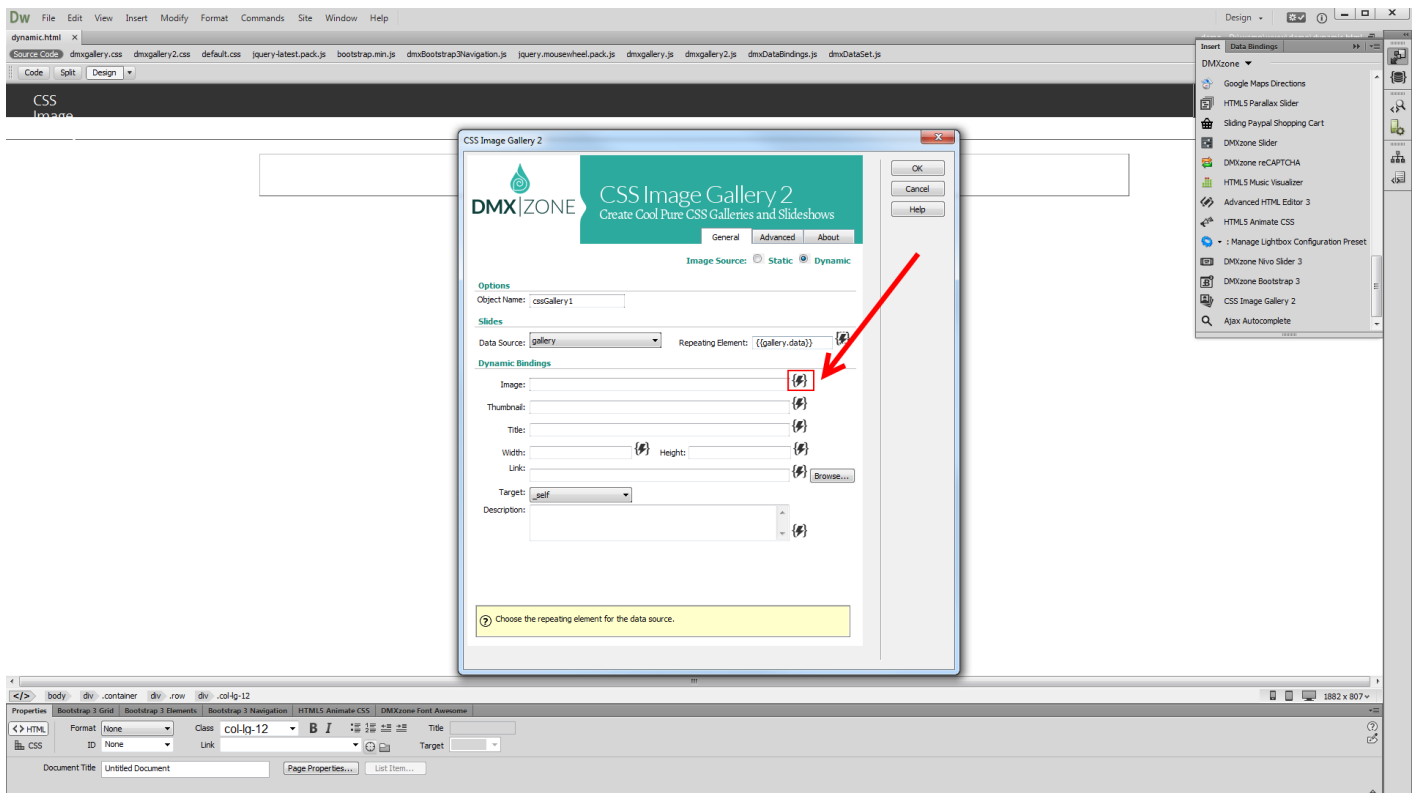 Dw File Edit View Insert Modify Format Commands Site Window Help Design
dynamic.html ×
Source Code dmxgallery.css dmxgallery2.css default.css jquery-latest.pack.js bootstrap.min.js dmxBootstrap3Navigation.js jquery.mousewheel.pack.js dmxgallery.js dmxgallery2.js dmxDataBindings.js dmxDataSet.js
Code Split Design
CSS
Image
Insert Data Bindings
DMXzone
Google Maps Directions
HTML5 Parallax Slider
Sliding Paypal Shopping Cart
DMXzone Slider
DMXzone reCAPTCHA
HTML5 Music Visualizer
Advanced HTML Editor 3
HTML5 Animate CSS
: Manage Lightbox Configuration Preset
DMXzone Nivo Slider 3
DMXzone Bootstrap 3
CSS Image Gallery 2
Ajax Autocomplete
CSS Image Gallery 2
DMX|ZONE
CSS Image Gallery 2
Create Cool Pure CSS Galleries and Slideshows
General Advanced About
OK
Cancel
Help
Image Source: Static Dynamic
Options
Object Name: cssGallery1
Slides
Data Source: gallery Repeating Element: {{gallery.data}}
Dynamic Bindings
Image:
Thumbnail:
Title:
Width: Height:
Link: Browse...
Target: _self
Description:
Choose the repeating element for the data source.
</> body div .container div .row div .col-lg-12 1882 x 807
Properties Bootstrap 3 Grid Bootstrap 3 Elements Bootstrap 3 Navigation HTML5 Animate CSS DMXzone Font Awesome
<> HTML Format None Class col-lg-12 B I Title
CSS ID None Link Target
Document Title Untitled Document Page Properties... List Item...